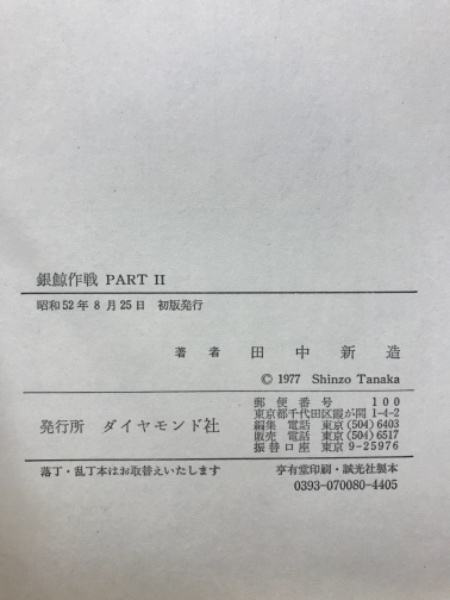 銀鯨作戦 PART II
昭和52年 8 月 25日 初版発行
著 者 田 中 新 造
© 1977 Shinzo Tanaka
発行所 ダイヤモンド社
郵 便 番 号 100
東京都千代田区霞が関 1-4-2
編集 電話 東京(504)6403
販売 電話 東京(504)6517
振替口座 東京 9-25976
落丁・乱丁本はお取替えいたします
亨有堂印刷・誠光社製本
0393-070080-4405